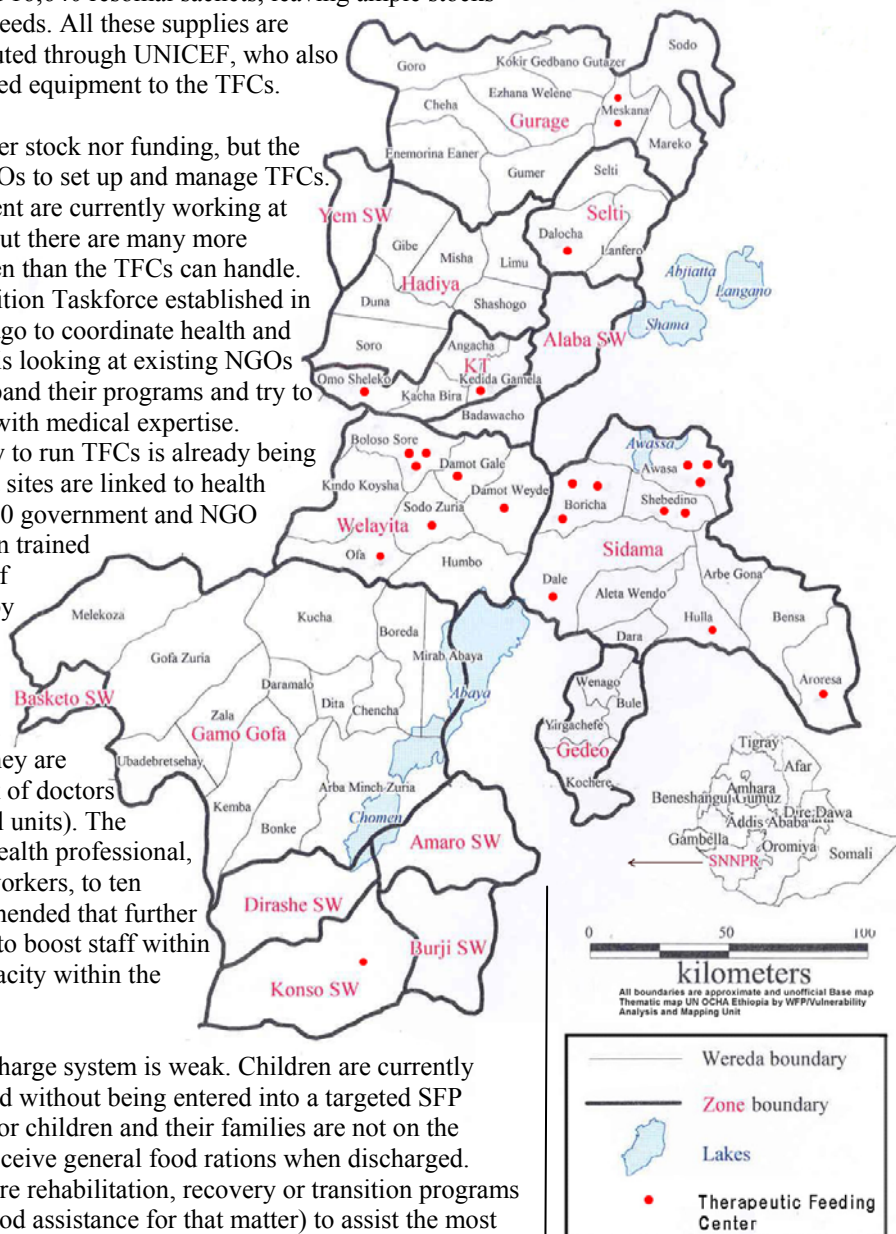 eeds. All these supplies are
uted through UNICEF, who also
ed equipment to the TFCs.
er stock nor funding, but the
Os to set up and manage TFCs.
ent are currently working at
ut there are many more
en than the TFCs can handle.
ition Taskforce established in
go to coordinate health and
is looking at existing NGOs
pand their programs and try to
with medical expertise.
y to run TFCs is already being
sites are linked to health
0 government and NGO
n trained
of
by
hey are
of doctors
l units). The
ealth professional,
workers, to ten
mended that further
to boost staff within
acity within the
harge system is weak. Children are currently
d without being entered into a targeted SFP
or children and their families are not on the
ceive general food rations when discharged.
re rehabilitation, recovery or transition programs
ood assistance for that matter) to assist the most
Sodo
Goro
Kokir Gedbano Gutazer
Ezhana Welene
Cheha
Meskana
Gurage
Mareko
Enemorina Eaner
Gumer
Selti
Yem SW
Selti
Dalocha
Lanfero
Gibe
Misha
Limu
Hadiya
Duna
Shashogo
Abjiatta
Langano
Shama
Alaba SW
Soro
Angacha
KT
Omo Sheleko
Kedida Gamela
Kacha Bira
Badawacho
Boloso Sore
Damot Gale
Kindo Koysha
Damot Weyde
Sodo Zuria
Welayita
Ofa
Humbo
Awassa
Awasa
Boricha
Shebedino
Sidama
Dale
Arbe Gona
Aleta Wendo
Hulla
Bensa
Dara
Aroresa
Melekoza
Kucha
Boreda
Gofa Zuria
Mirab Abaya
Daramalo
Abaya
Basketo SW
Zala
Dita
Chencha
Gamo Gofa
Ubadebretsehay
Kemba
Arba Minch Zuria
Bonke
Chomen
Wenago
Bule
Yirgachefe
Gedeo
Kochere
Amaro SW
Dirashe SW
Burji SW
Konso SW
Tigray
Afar
Amhara
Beneshangul Gumuz
Dire Dawa
Addis Ababa
Gambella
Oromiya
Somali
SNNPR
0 50 100
kilometers
All boundaries are approximate and unofficial Base map
Thematic map UN OCHA Ethiopia by WFP/Vulnerability
Analysis and Mapping Unit
Wereda boundary
Zone boundary
Lakes
Therapeutic Feeding
Center